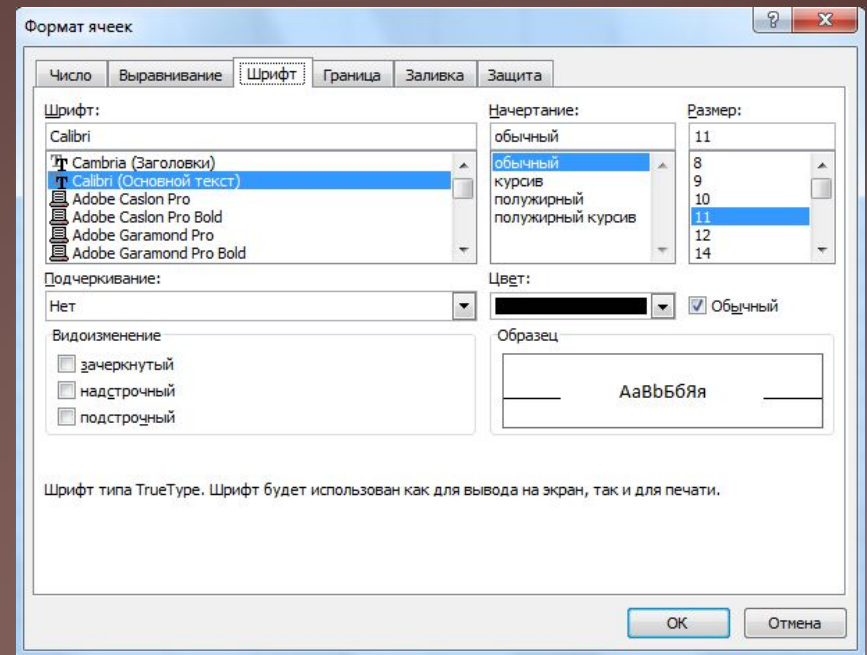 Формат ячеек
Число Выравнивание Шрифт Граница Заливка Защита
Шрифт: Начертание: Размер:
Calibri обычный 11
Cambria (Заголовки) обычный 8
Calibri (Основной текст) курсив 9
Adobe Caslon Pro полужирный 10
Adobe Caslon Pro Bold полужирный курсив 11
Adobe Garamond Pro 12
Adobe Garamond Pro Bold 14
Подчеркивание: Цвет:
Нет Обычный
Видоизменение Образец
зачеркнутый
надстрочный AaBbБбЯя
подстрочный
Шрифт типа TrueType. Шрифт будет использован как для вывода на экран, так и для печати.
ОК Отмена